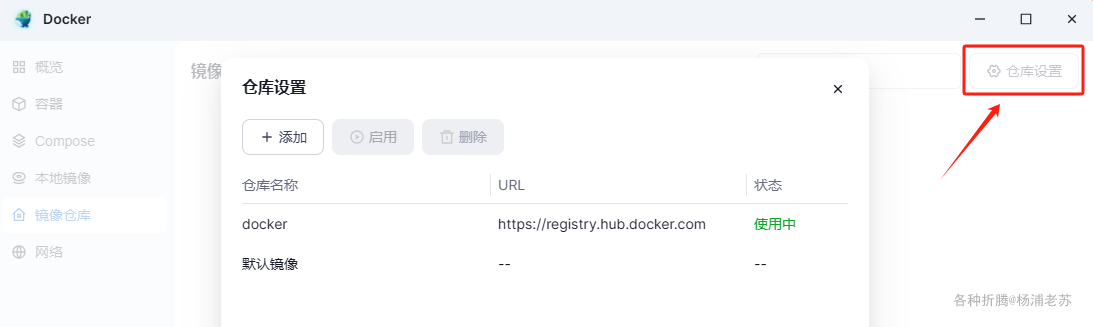 Docker
概览
容器
Compose
本地镜像
镜像仓库
网络
镜像
仓库设置
仓库设置
添加
启用
删除
仓库名称 URL 状态
docker https://registry.hub.docker.com 使用中
默认镜像 -- --
各种折腾@杨浦老苏